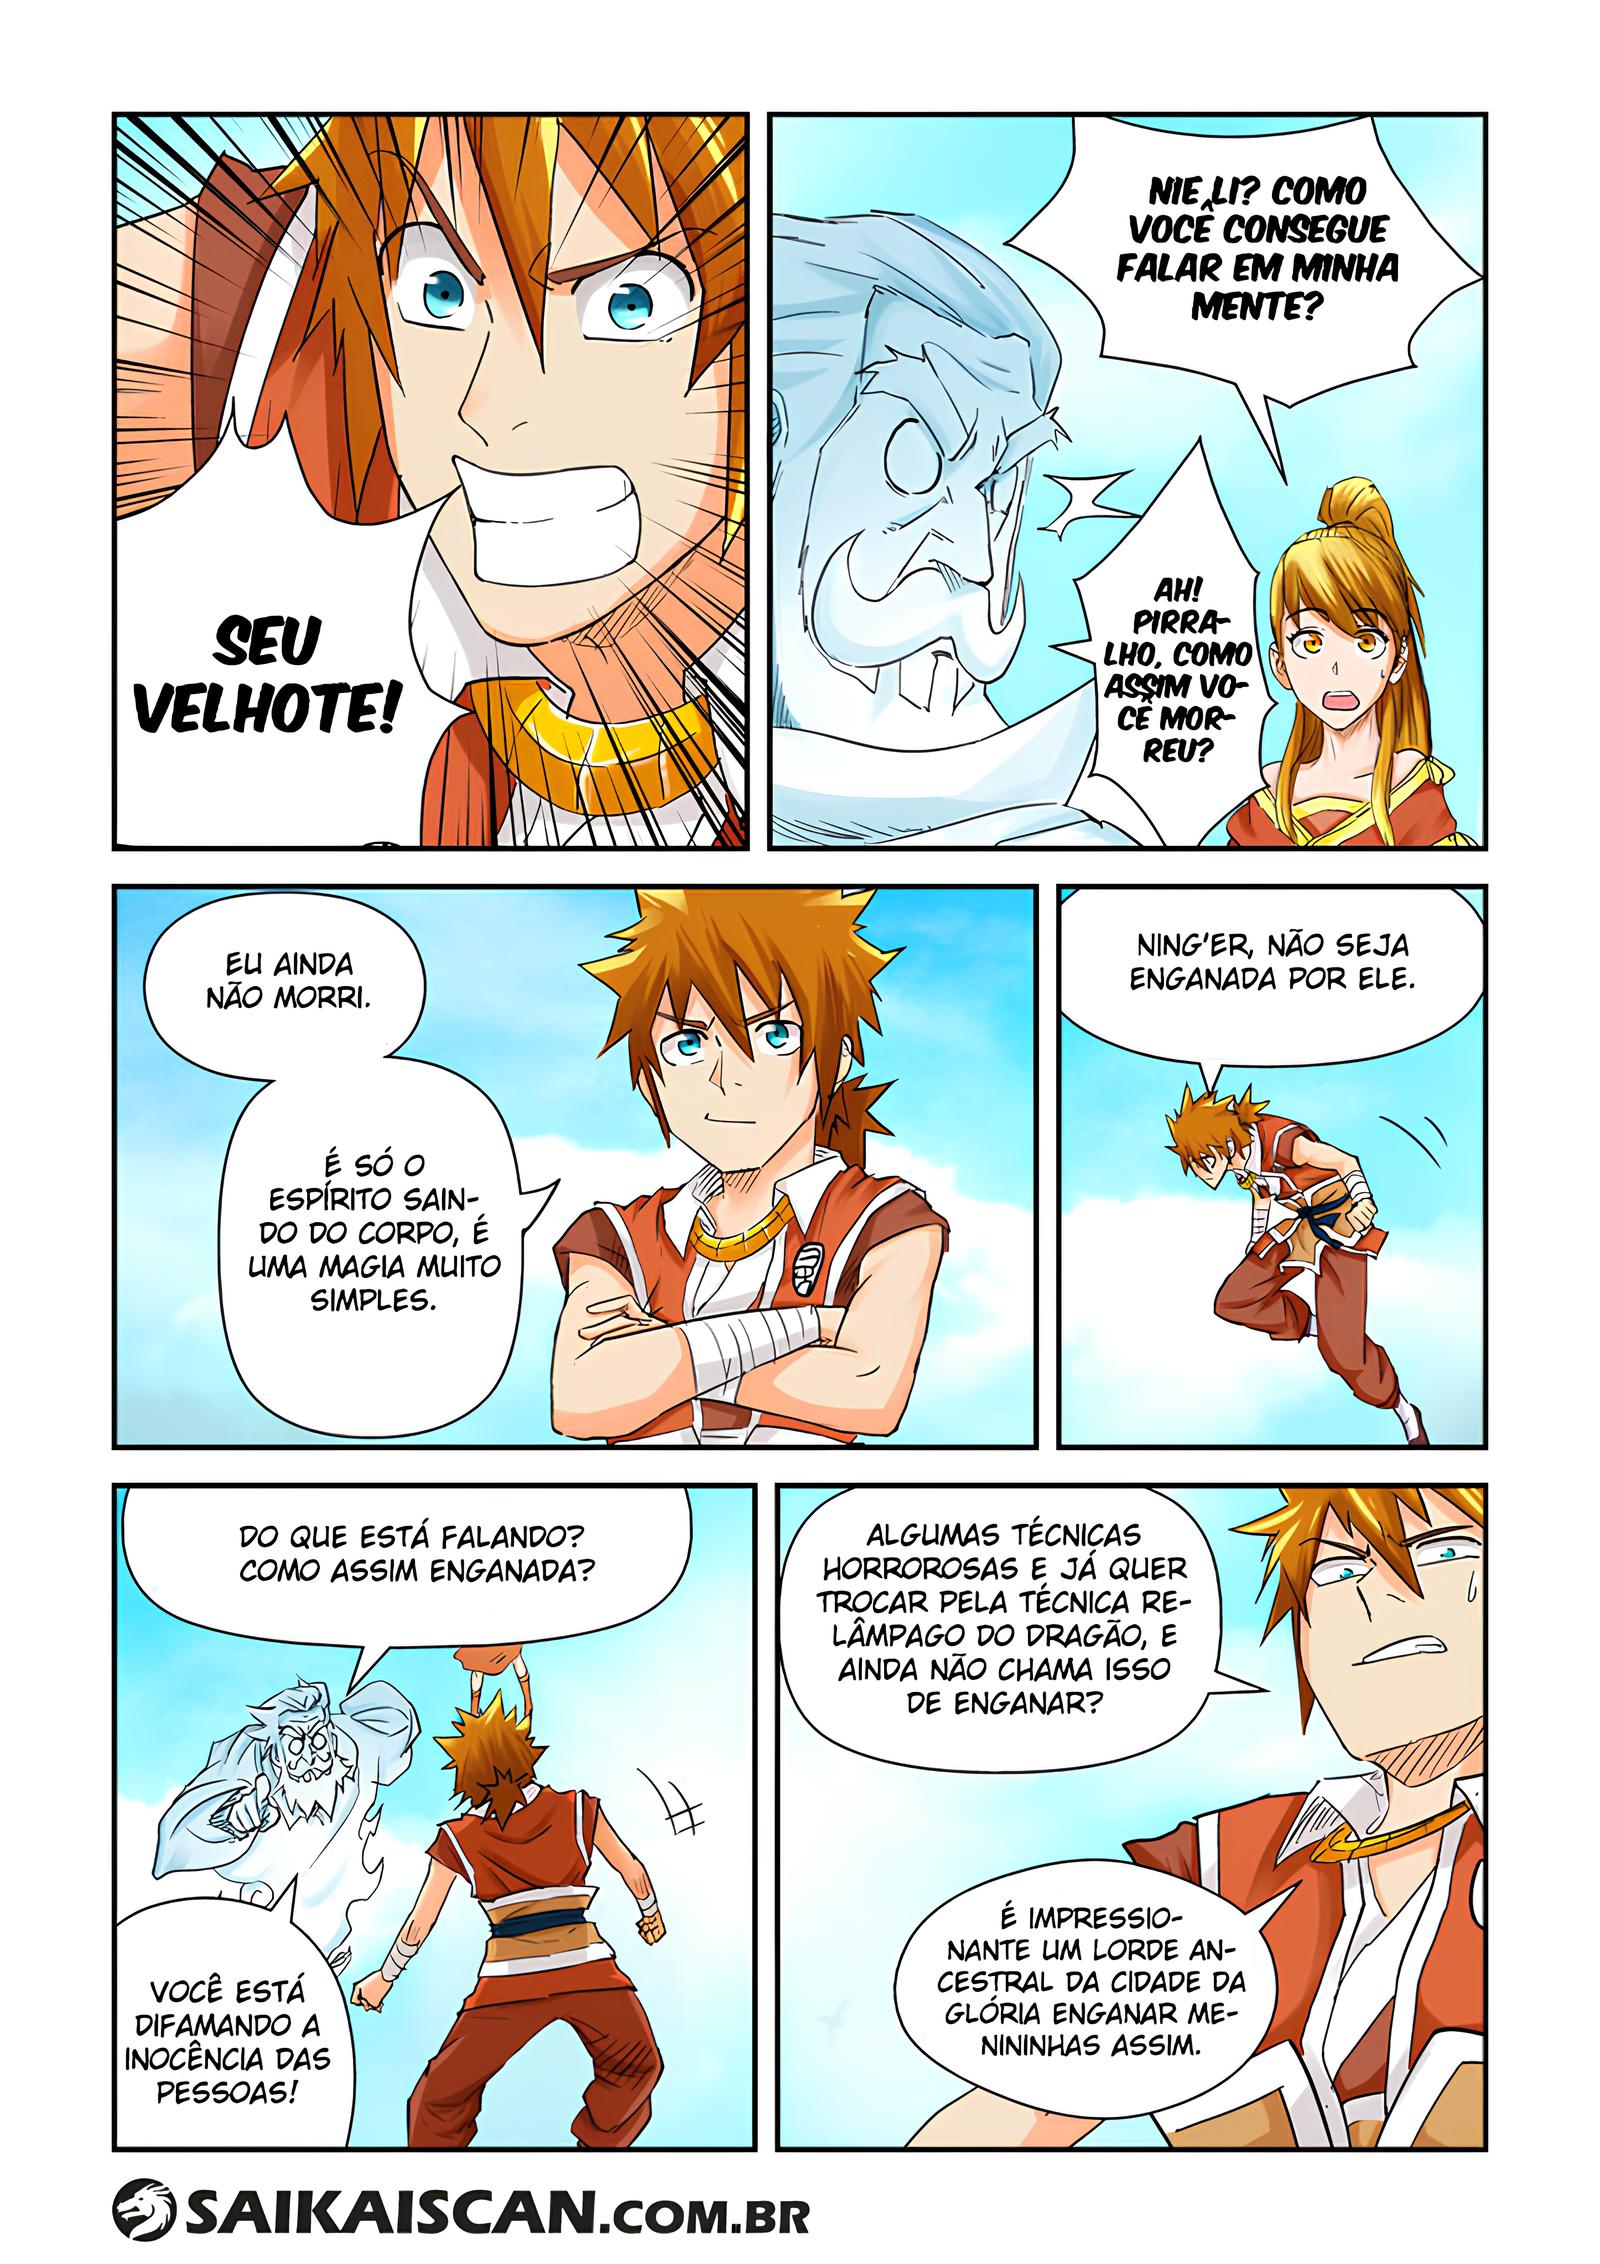 SEU
VELHOTE!
NIE LI? COMO
VOCÊ CONSEGUE
FALAR EM MINHA
MENTE?
AH!
PIRRA-
LHO, COMO
ASSIM VO-
CÊ MOR-
REU?
EU AINDA
NÃO MORRI.
É SÓ O
ESPÍRITO SAIN-
DO DO CORPO, É
UMA MAGIA MUITO
SIMPLES.
NING'ER, NÃO SEJA
ENGANADA POR ELE.
DO QUE ESTÁ FALANDO?
COMO ASSIM ENGANADA?
VOCÊ ESTÁ
DIFAMANDO A
INOCÊNCIA DAS
PESSOAS!
ALGUMAS TÉCNICAS
HORROROSAS E JÁ QUER
TROCAR PELA TÉCNICA RE-
LÂMPAGO DO DRAGÃO, E
AINDA NÃO CHAMA ISSO
DE ENGANAR?
É IMPRESSIO-
NANTE UM LORDE AN-
CESTRAL DA CIDADE DA
GLÓRIA ENGANAR ME-
NININHAS ASSIM.
SAIKAISCAN.COM.BR